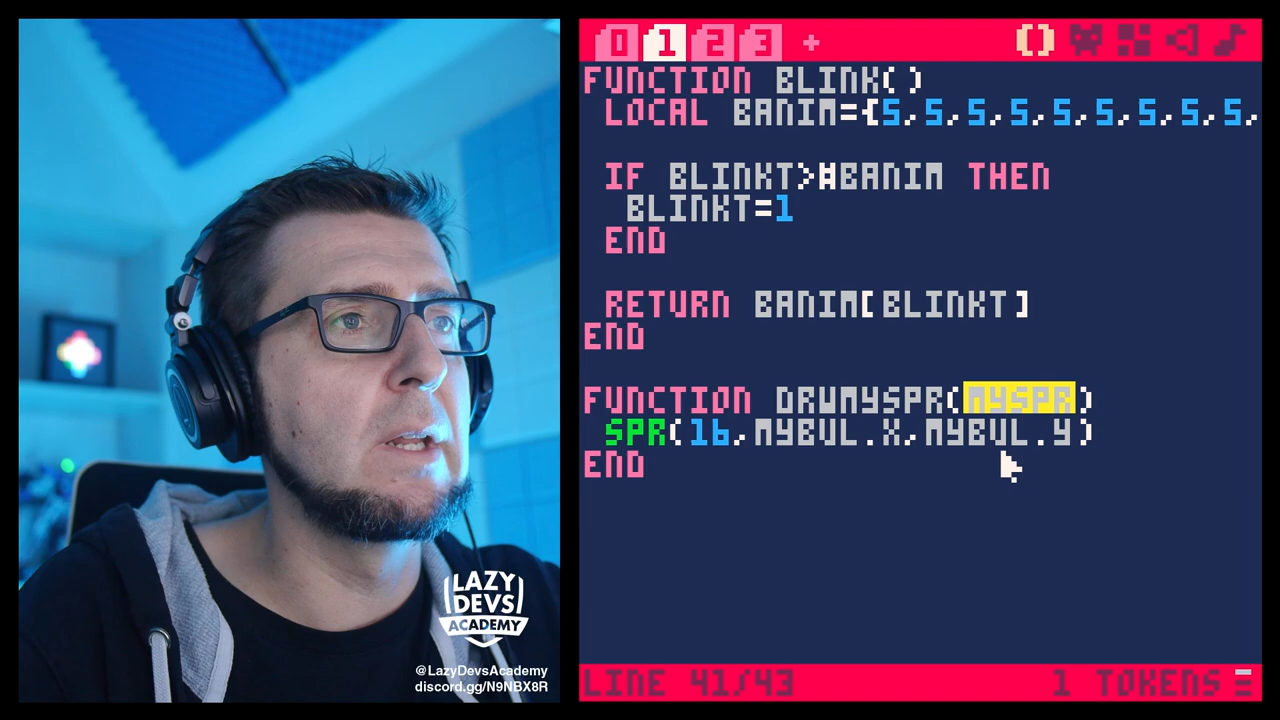 LAZY
DEVS
ACADEMY
@LazyDevsAcademy
discord.gg/N9NBX8R
0 1 2 3 +
FUNCTION BLINK()
LOCAL BANIM={5,5,5,5,5,5,5,5,5,
IF BLINKT>#BANIM THEN
BLINKT=1
END
RETURN BANIM[BLINKT]
END
FUNCTION DRWMYSPR(MYSPR)
SPR(16,MYBUL.X,MYBUL.Y)
END
LINE 41/43 1 TOKENS